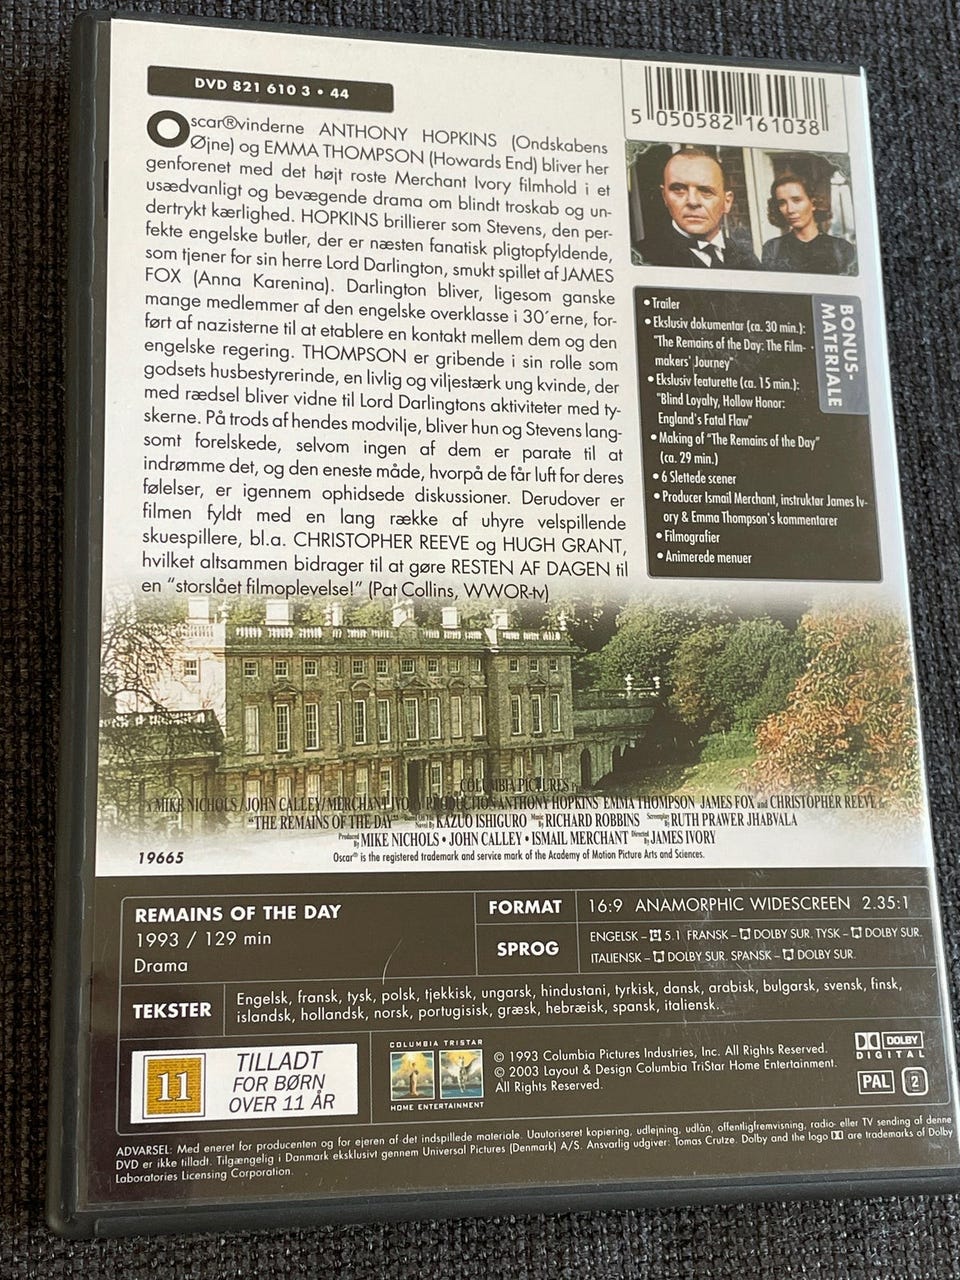 DVD 821 610 3 • 44
5 050582 161038
Oscar®vinderne ANTHONY HOPKINS (Ondskabens
Øjne) og EMMA THOMPSON (Howards End) bliver her
genforenet med det højt roste Merchant Ivory filmhold i et
usædvanligt og bevægende drama om blindt troskab og un-
dertrykt kærlighed. HOPKINS brillierer som Stevens, den per-
fekte engelske butler, der er næsten fanatisk pligtopfyldende,
som tjener for sin herre Lord Darlington, smukt spillet af JAMES
FOX (Anna Karenina). Darlington bliver, ligesom ganske
mange medlemmer af den engelske overklasse i 30´erne, for-
ført af nazisterne til at etablere en kontakt mellem dem og den
engelske regering. THOMPSON er gribende i sin rolle som
godsets husbestyrerinde, en livlig og viljestærk ung kvinde, der
med rædsel bliver vidne til Lord Darlingtons aktiviteter med ty-
skerne. På trods af hendes modvilje, bliver hun og Stevens lang-
somt forelskede, selvom ingen af dem er parate til at
indrømme det, og den eneste måde, hvorpå de får luft for deres
følelser, er igennem ophidsede diskussioner. Derudover er
filmen fyldt med en lang række af uhyre velspillende
skuespillere, bl.a. CHRISTOPHER REEVE og HUGH GRANT,
hvilket altsammen bidrager til at gøre RESTEN AF DAGEN til
en "storslået filmoplevelse!" (Pat Collins, WWOR-tv)
BONUS-
MATERIALE
• Trailer
• Ekslusiv dokumentar (ca. 30 min.):
"The Remains of the Day: The Film-
makers' Journey"
• Ekslusiv featurette (ca. 15 min.):
"Blind Loyalty, Hollow Honor:
England's Fatal Flaw"
• Making of "The Remains of the Day"
(ca. 29 min.)
• 6 Slettede scener
• Producer Ismail Merchant, instruktør James Iv-
ory & Emma Thompson's kommentarer
• Filmografier
• Animerede menuer
COLUMBIA PICTURES
MIKE NICHOLS / JOHN CALLEY / MERCHANT IVORY PRODUCTION ANTHONY HOPKINS EMMA THOMPSON JAMES FOX and CHRISTOPHER REEVE
"THE REMAINS OF THE DAY" Based On The Novel By KAZUO ISHIGURO Music By RICHARD ROBBINS Screenplay By RUTH PRAWER JHABVALA
Produced By MIKE NICHOLS • JOHN CALLEY • ISMAIL MERCHANT Directed By JAMES IVORY
Oscar® is the registered trademark and service mark of the Academy of Motion Picture Arts and Sciences.
19665
REMAINS OF THE DAY
1993 / 129 min
Drama
FORMAT
16:9 ANAMORPHIC WIDESCREEN 2.35:1
SPROG
ENGELSK – 5.1 FRANSK – DOLBY SUR. TYSK – DOLBY SUR.
ITALIENSK – DOLBY SUR. SPANSK – DOLBY SUR.
TEKSTER
Engelsk, fransk, tysk, polsk, tjekkisk, ungarsk, hindustani, tyrkisk, dansk, arabisk, bulgarsk, svensk, finsk,
islandsk, hollandsk, norsk, portugisisk, græsk, hebræisk, spansk, italiensk.
11
TILLADT
FOR BØRN
OVER 11 ÅR
COLUMBIA TRISTAR
HOME ENTERTAINMENT
© 1993 Columbia Pictures Industries, Inc. All Rights Reserved.
© 2003 Layout & Design Columbia TriStar Home Entertainment.
All Rights Reserved.
DOLBY
DIGITAL
PAL
2
ADVARSEL: Med eneret for producenten og for ejeren af det indspillede materiale. Uautoriseret kopiering, udlejning, udlån, offentligfremvisning, radio- eller TV sending af denne
DVD er ikke tilladt. Tilgængelig i Danmark eksklusivt gennem Universal Pictures (Denmark) A/S. Ansvarlig udgiver: Tomas Crutze. Dolby and the logo are trademarks of Dolby
Laboratories Licensing Corporation.